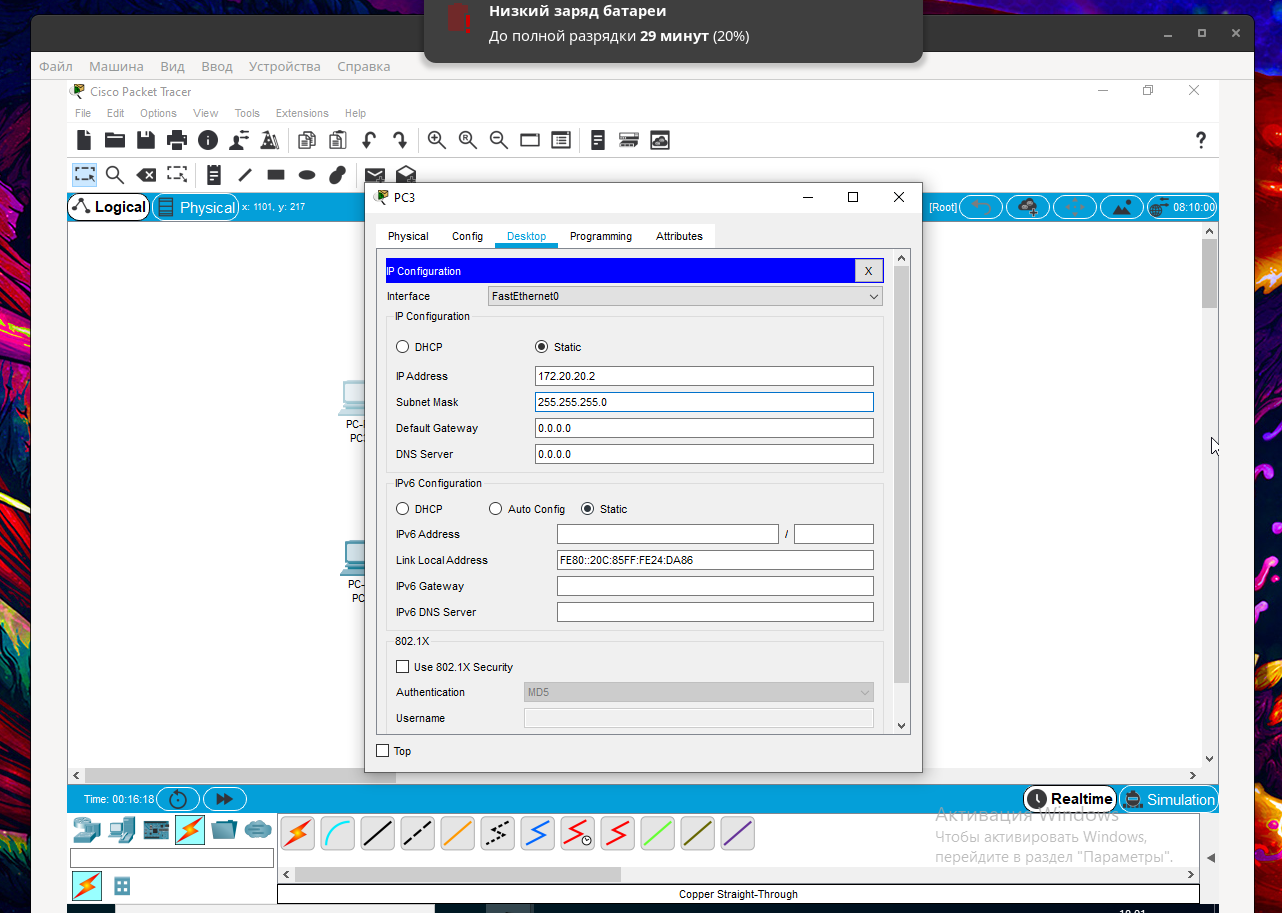 Низкий заряд батареи
До полной разрядки 29 минут (20%)
Файл Машина Вид Ввод Устройства Справка
Cisco Packet Tracer
File Edit Options View Tools Extensions Help
Logical Physical x: 1101, y: 217 [Root] 08:10:00
PC3
Physical Config Desktop Programming Attributes
IP Configuration X
Interface FastEthernet0
IP Configuration
DHCP Static
IP Address 172.20.20.2
Subnet Mask 255.255.255.0
Default Gateway 0.0.0.0
DNS Server 0.0.0.0
IPv6 Configuration
DHCP Auto Config Static
IPv6 Address /
Link Local Address FE80::20C:85FF:FE24:DA86
IPv6 Gateway
IPv6 DNS Server
802.1X
Use 802.1X Security
Authentication MD5
Username
Top
PC-
PC
PC-
PC
Time: 00:16:18 Realtime Simulation
Активация Windows
Чтобы активировать Windows,
перейдите в раздел "Параметры".
Copper Straight-Through